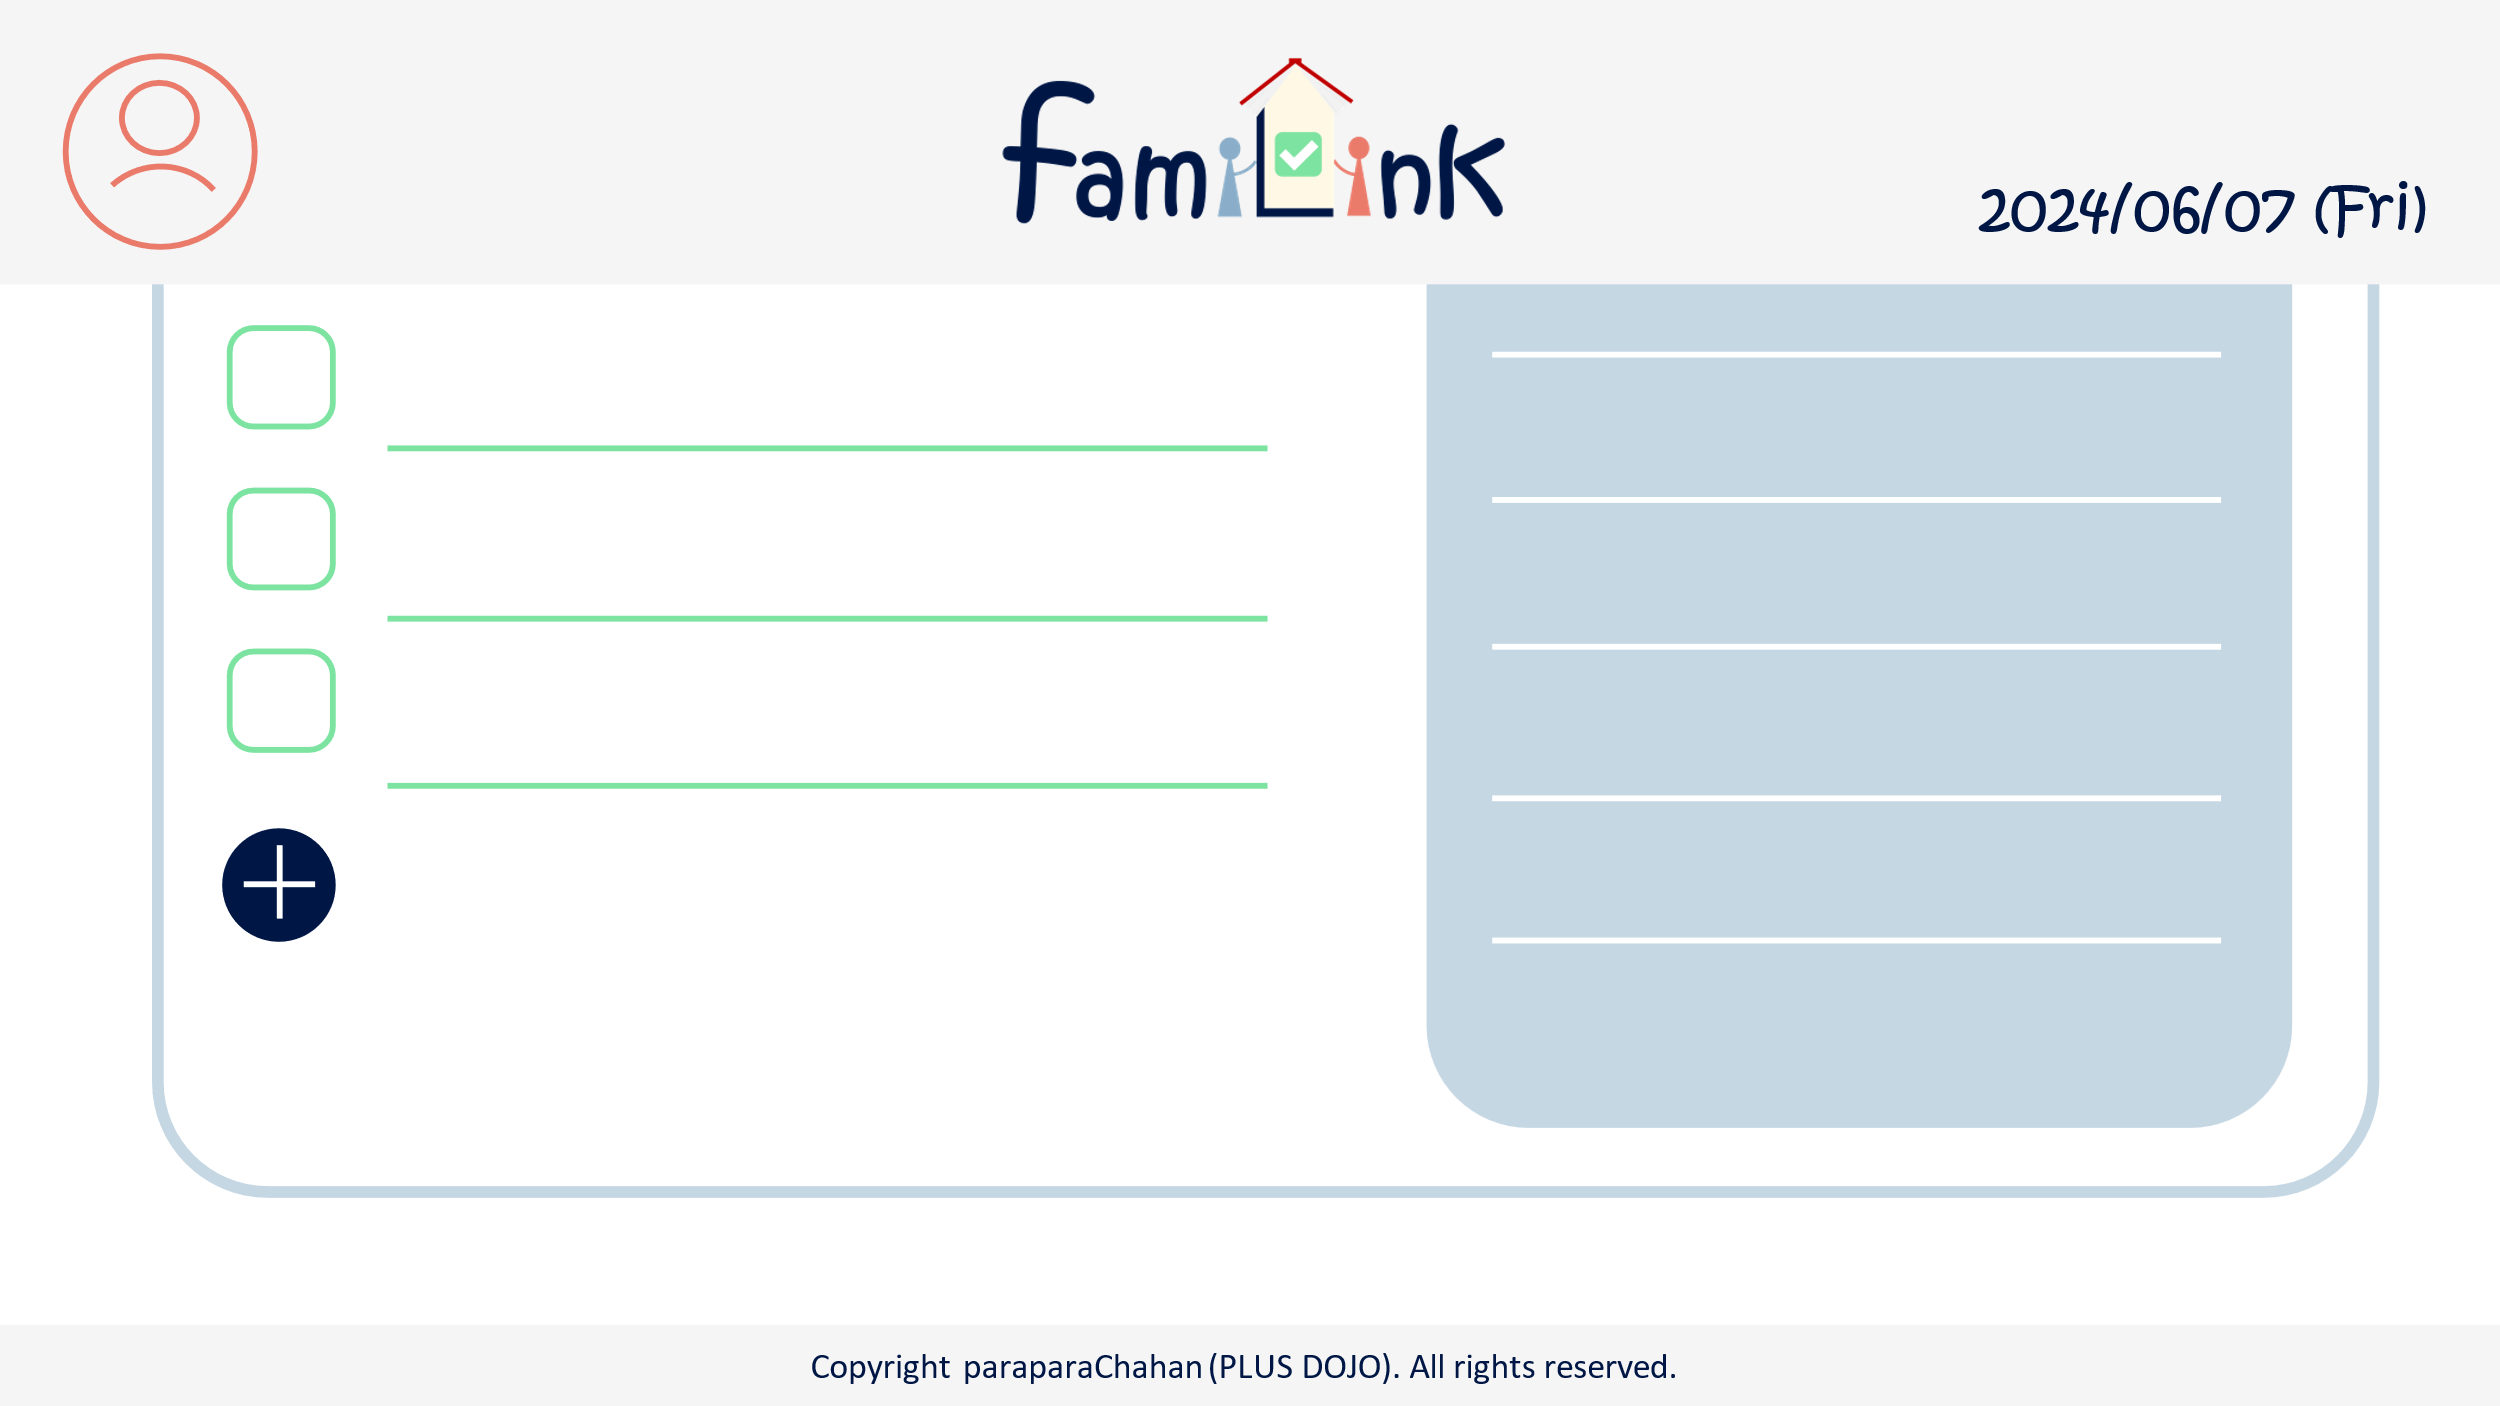 famiLink
2024/06/07 (Fri)
Copyright paraparaChahan (PLUS DOJO). All rights reserved.